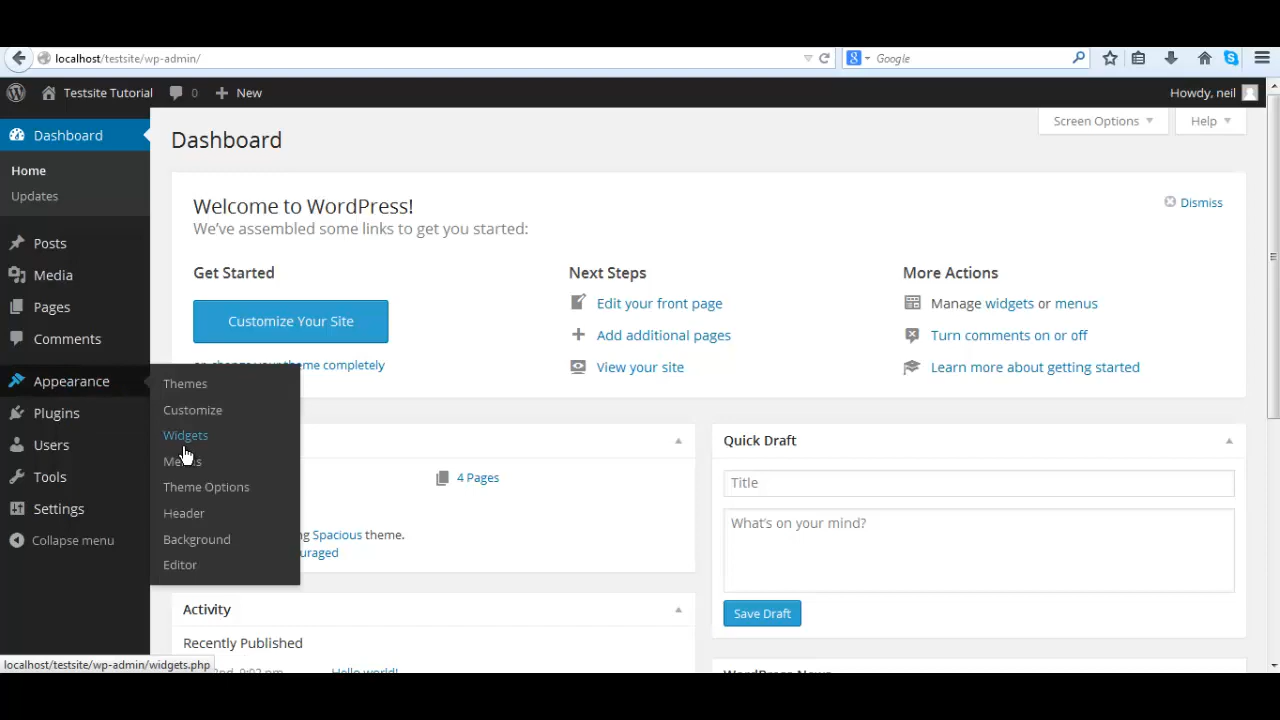 localhost/testsite/wp-admin/
Google
Testsite Tutorial
0
New
Howdy, neil
Dashboard
Home
Updates
Posts
Media
Pages
Comments
Appearance
Plugins
Users
Tools
Settings
Collapse menu
Themes
Customize
Widgets
Theme Options
Header
Background
Editor
Dashboard
Screen Options
Help
Welcome to WordPress!
Dismiss
We've assembled some links to get you started:
Get Started
Customize Your Site
completely
Next Steps
Edit your front page
Add additional pages
View your site
More Actions
Manage widgets or menus
Turn comments on or off
Learn more about getting started
4 Pages
Spacious theme.
Activity
Recently Published
Hello world!
Quick Draft
Title
What's on your mind?
Save Draft
WordPress News
localhost/testsite/wp-admin/widgets.php